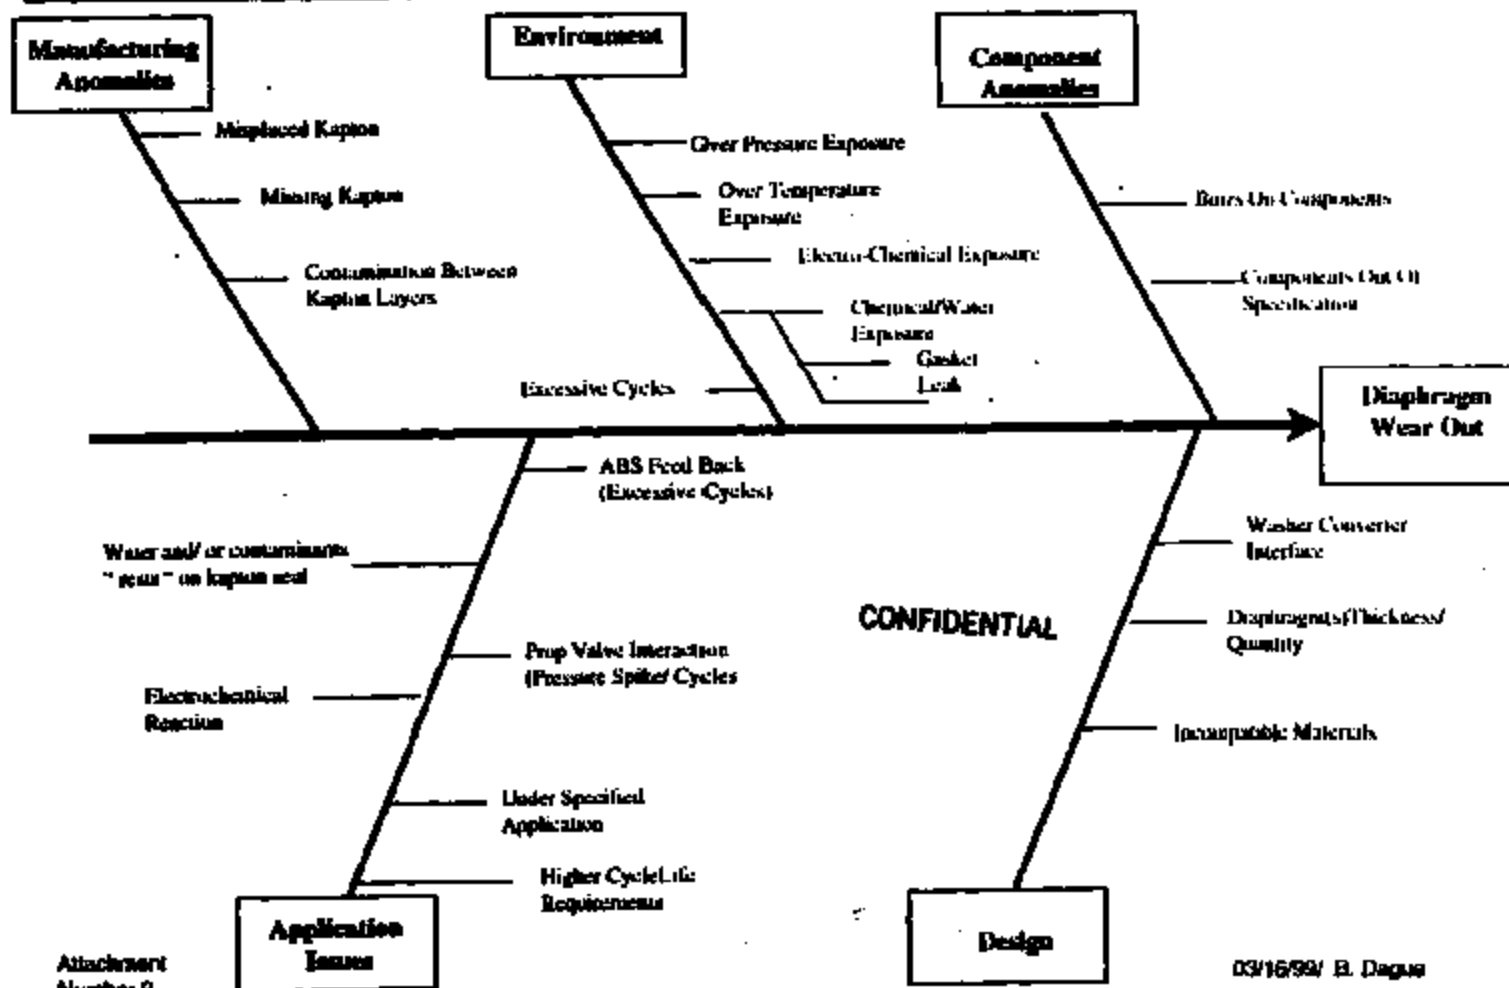 Manufacturing
Anomalies
Environment
Component
Anomalies
Misplaced Kapton
Missing Kapton
Contamination Between
Kapton Layers
Over Pressure Exposure
Over Temperature
Exposure
Electro-Chemical Exposure
Chemical/Water
Exposure
Gasket
Leak
Excessive Cycles
Burrs On Components
Components Out Of
Specification
Diaphragm
Wear Out
ABS Feed Back
(Excessive Cycles)
Water and/ or contaminants
" " on kapton seal
Prop Valve Interaction
(Pressure Spike/ Cycles
Electrochemical
Reaction
Under Specified
Application
Higher CycleLife
Requirements
Application
Issues
Washer Converter
Interface
Diaphragm(s)(Thickness/
Quantity
Incompatable Materials
Design
CONFIDENTIAL
Attachment
Number
03/16/99/ B. Dague